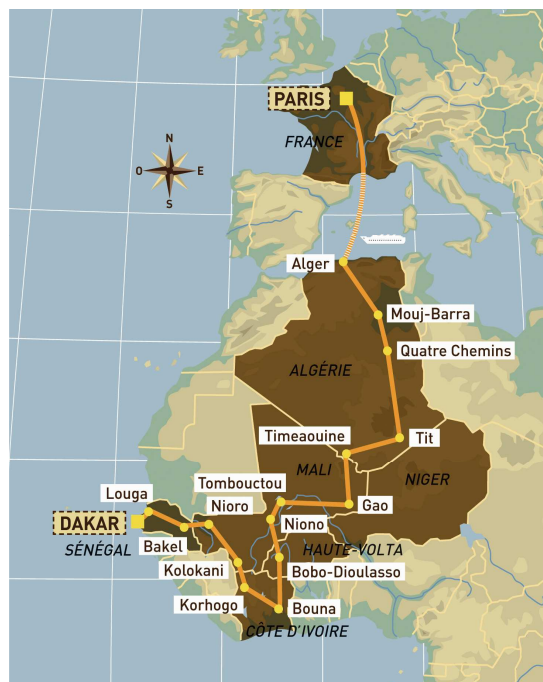 PARIS
FRANCE
N
O
E
S
Alger
Mouj-Barra
Quatre Chemins
ALGÉRIE
Timeaouine
Tit
MALI
NIGER
Tombouctou
Louga
Nioro
Gao
DAKAR
Niono
SÉNÉGAL
Bakel
HAUTE-VOLTA
Kolokani
Bobo-Dioulasso
Korhogo
Bouna
CÔTE D'IVOIRE